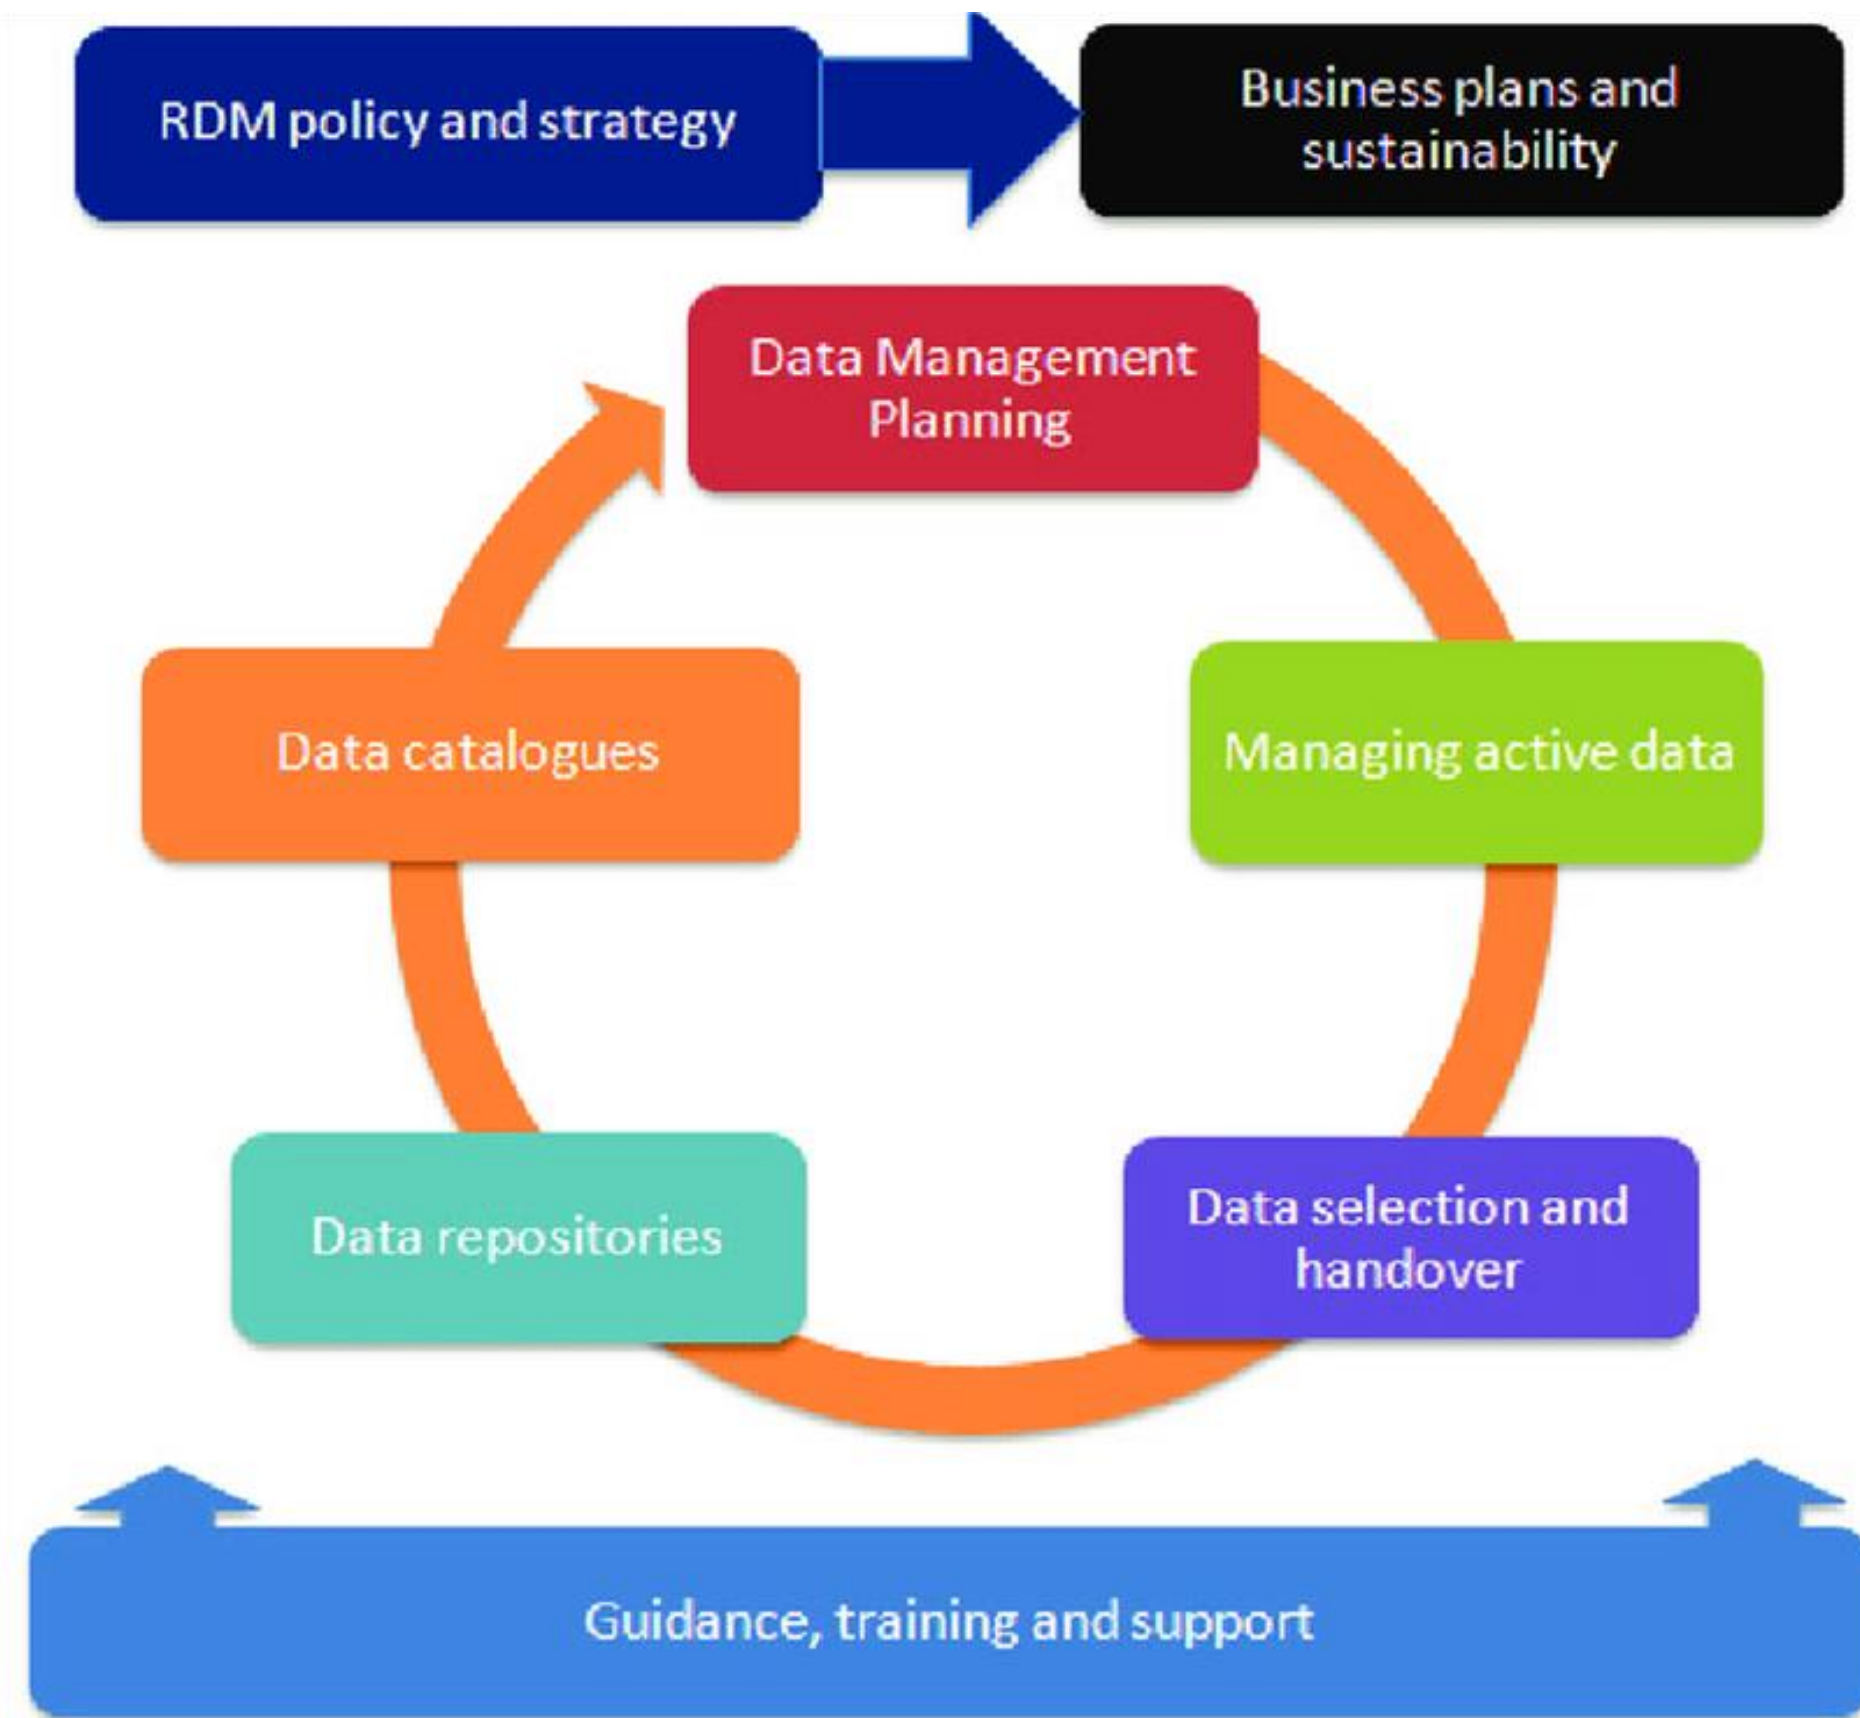 RDM policy and strategy
Business plans and
sustainability
Data Management
Planning
Data catalogues
Managing active data
Data repositories
Data selection and
handover
Guidance, training and support